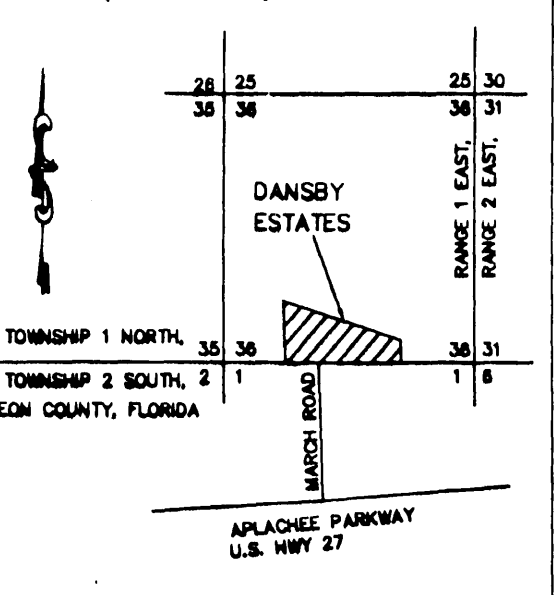 26 25
35 36
25 30
36 31
DANSBY
ESTATES
RANGE 1 EAST,
RANGE 2 EAST,
TOWNSHIP 1 NORTH,
35 36
36 31
TOWNSHIP 2 SOUTH,
2 1
1 6
EON COUNTY, FLORIDA
MARCH ROAD
APLACHEE PARKWAY
U.S. HWY 27